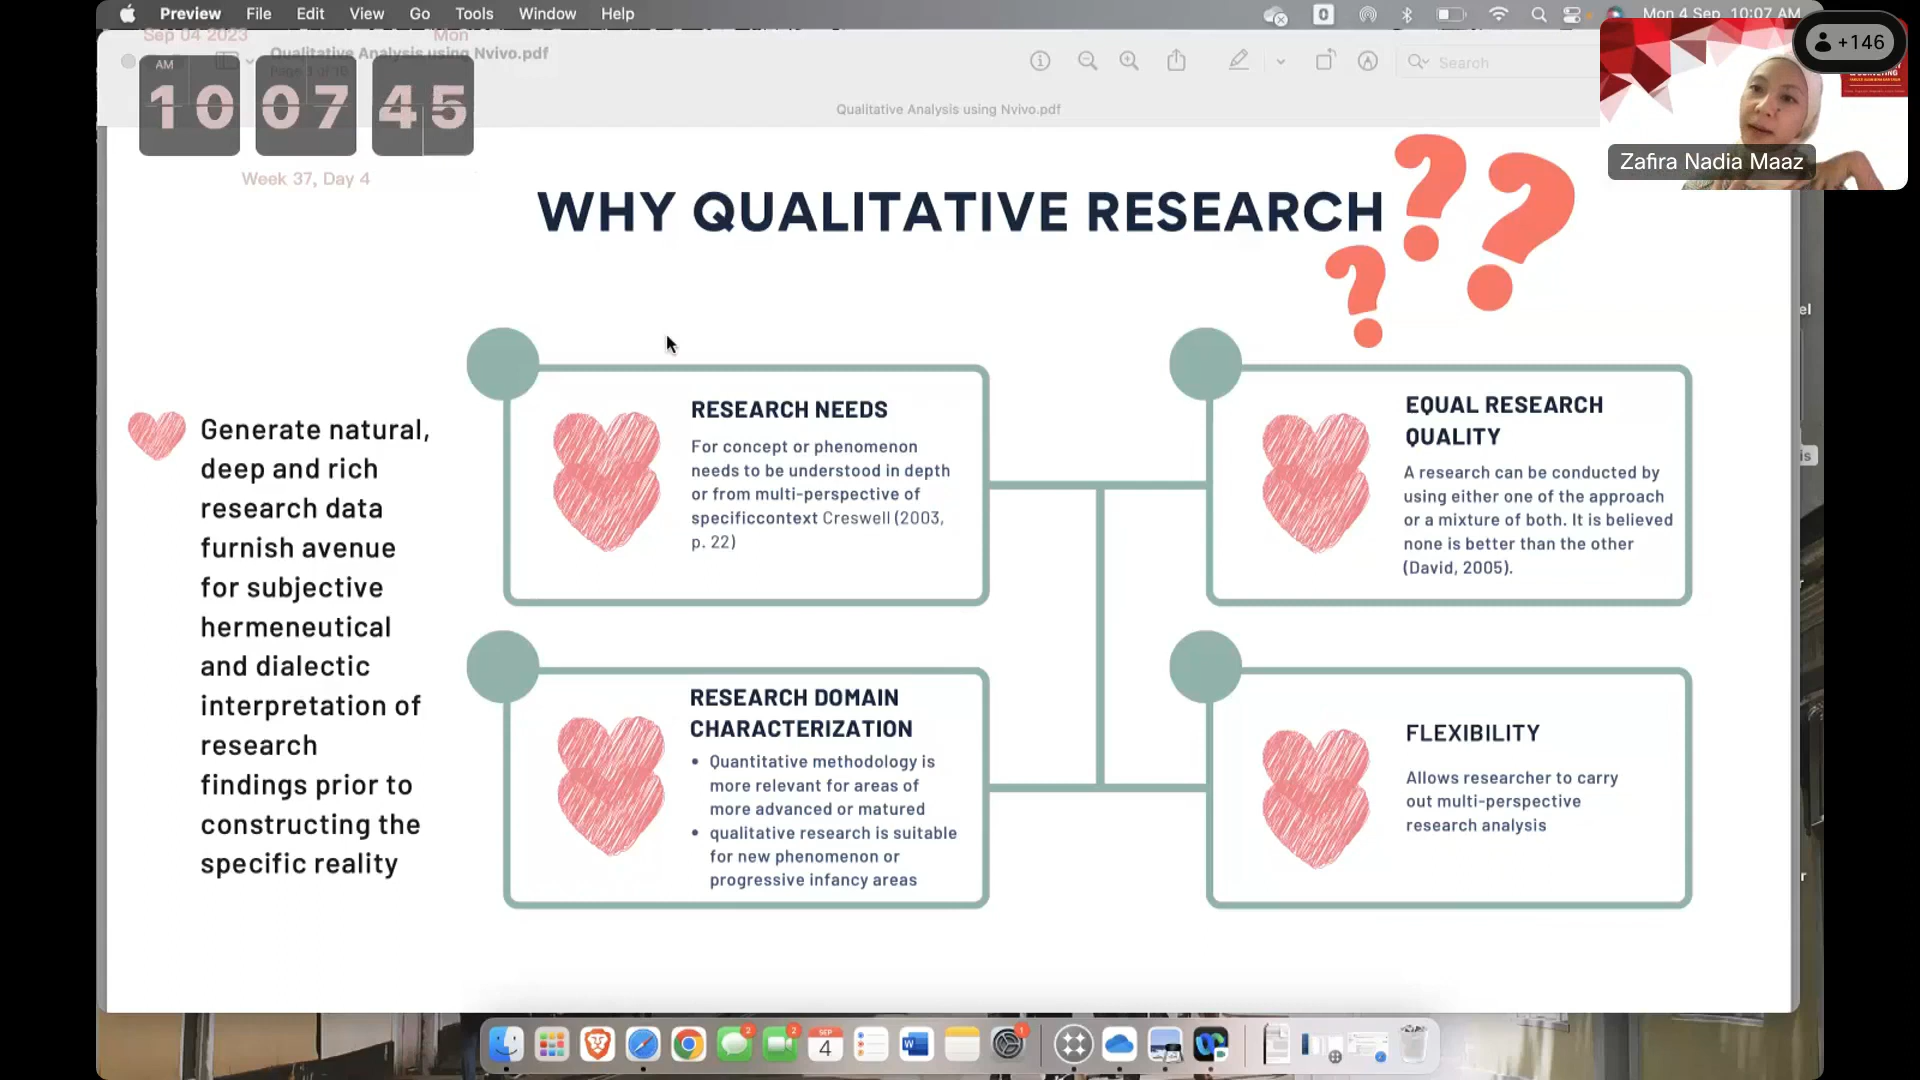 Preview File Edit View Go Tools Window Help
Mon 4 Sep 10:07 AM
+146
Sep 04 2023 Mon
Qualitative Analysis using Nvivo.pdf
Search
AM
10 07 45
Qualitative Analysis using Nvivo.pdf
Week 37, Day 4
Zafira Nadia Maaz
WHY QUALITATIVE RESEARCH
???
Generate natural,
deep and rich
research data
furnish avenue
for subjective
hermeneutical
and dialectic
interpretation of
research
findings prior to
constructing the
specific reality
RESEARCH NEEDS
For concept or phenomenon
needs to be understood in depth
or from multi-perspective of
specificcontext Creswell (2003,
p. 22)
EQUAL RESEARCH
QUALITY
A research can be conducted by
using either one of the approach
or a mixture of both. It is believed
none is better than the other
(David, 2005).
RESEARCH DOMAIN
CHARACTERIZATION
• Quantitative methodology is
more relevant for areas of
more advanced or matured
• qualitative research is suitable
for new phenomenon or
progressive infancy areas
FLEXIBILITY
Allows researcher to carry
out multi-perspective
research analysis
el
is
r
2
2
SEP
4
W
1